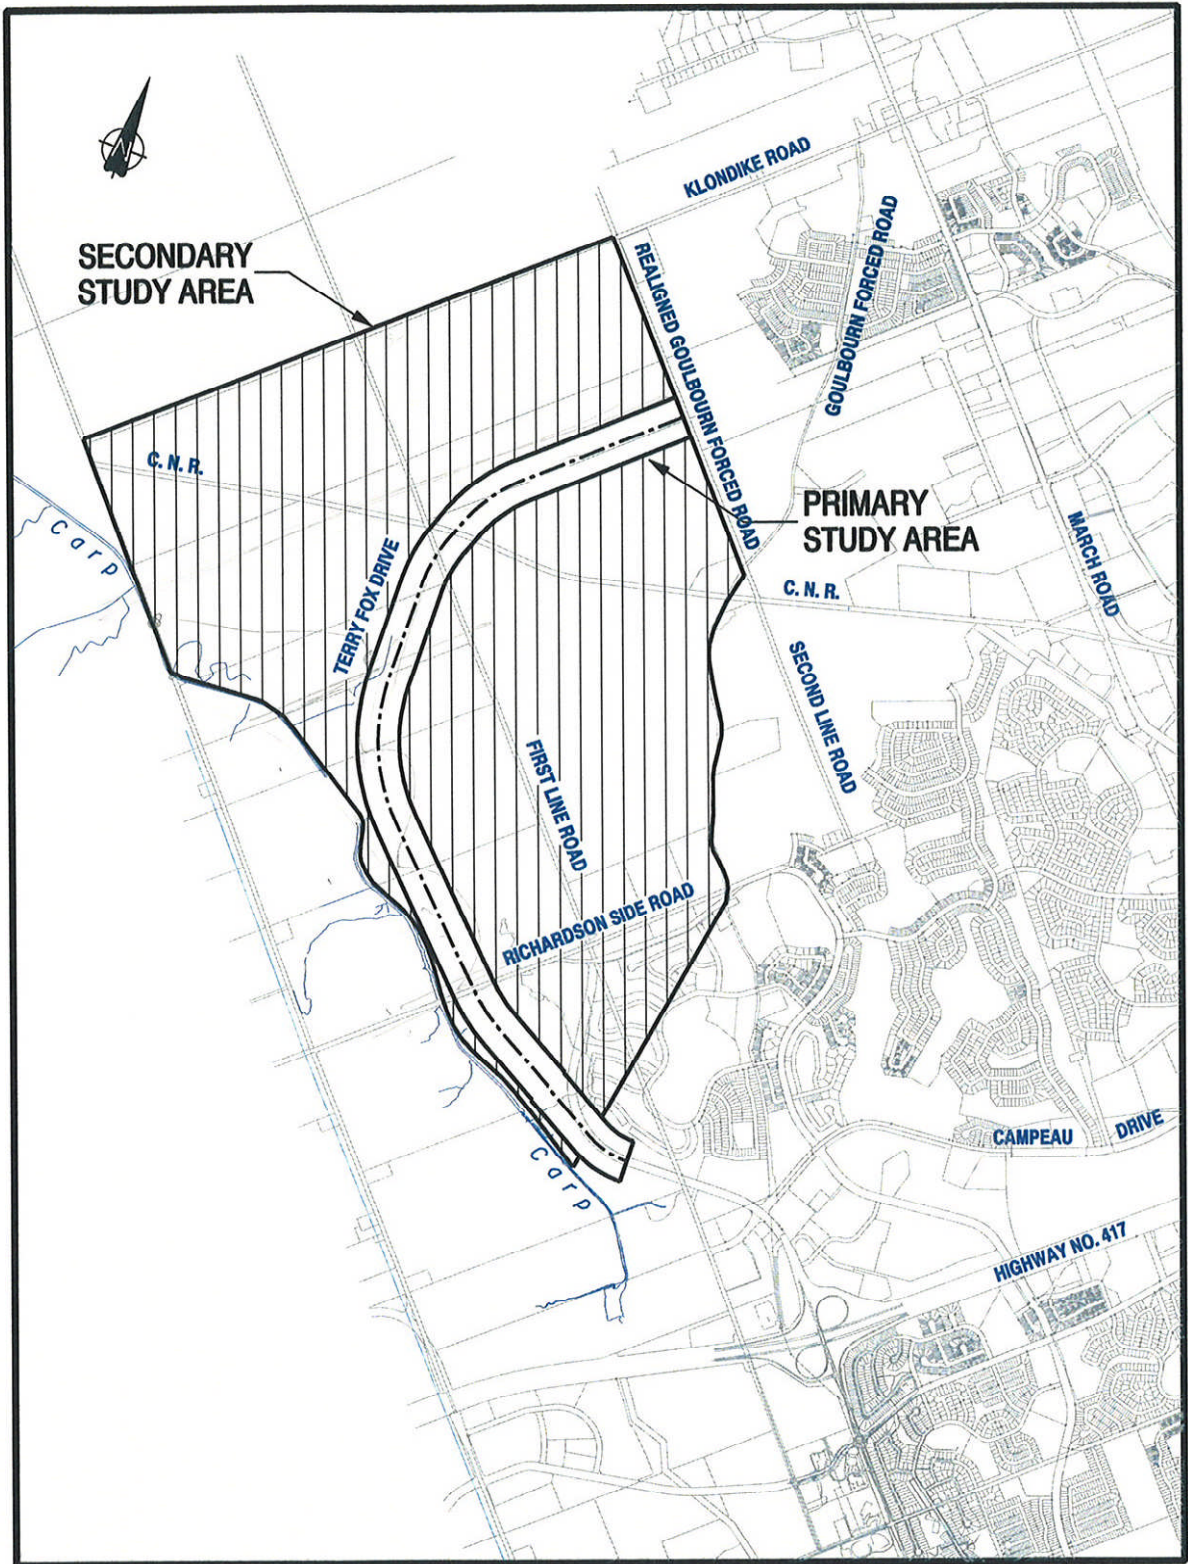 N
KLONDIKE ROAD
SECONDARY
STUDY AREA
REALIGNED GOULBOURN FORCED ROAD
GOULBOURN FORCED ROAD
C. N. R.
PRIMARY
STUDY AREA
Carp
TERRY FOX DRIVE
MARCH ROAD
C. N. R.
SECOND LINE ROAD
FIRST LINE ROAD
RICHARDSON SIDE ROAD
CAMPEAU DRIVE
Carp
HIGHWAY NO. 417